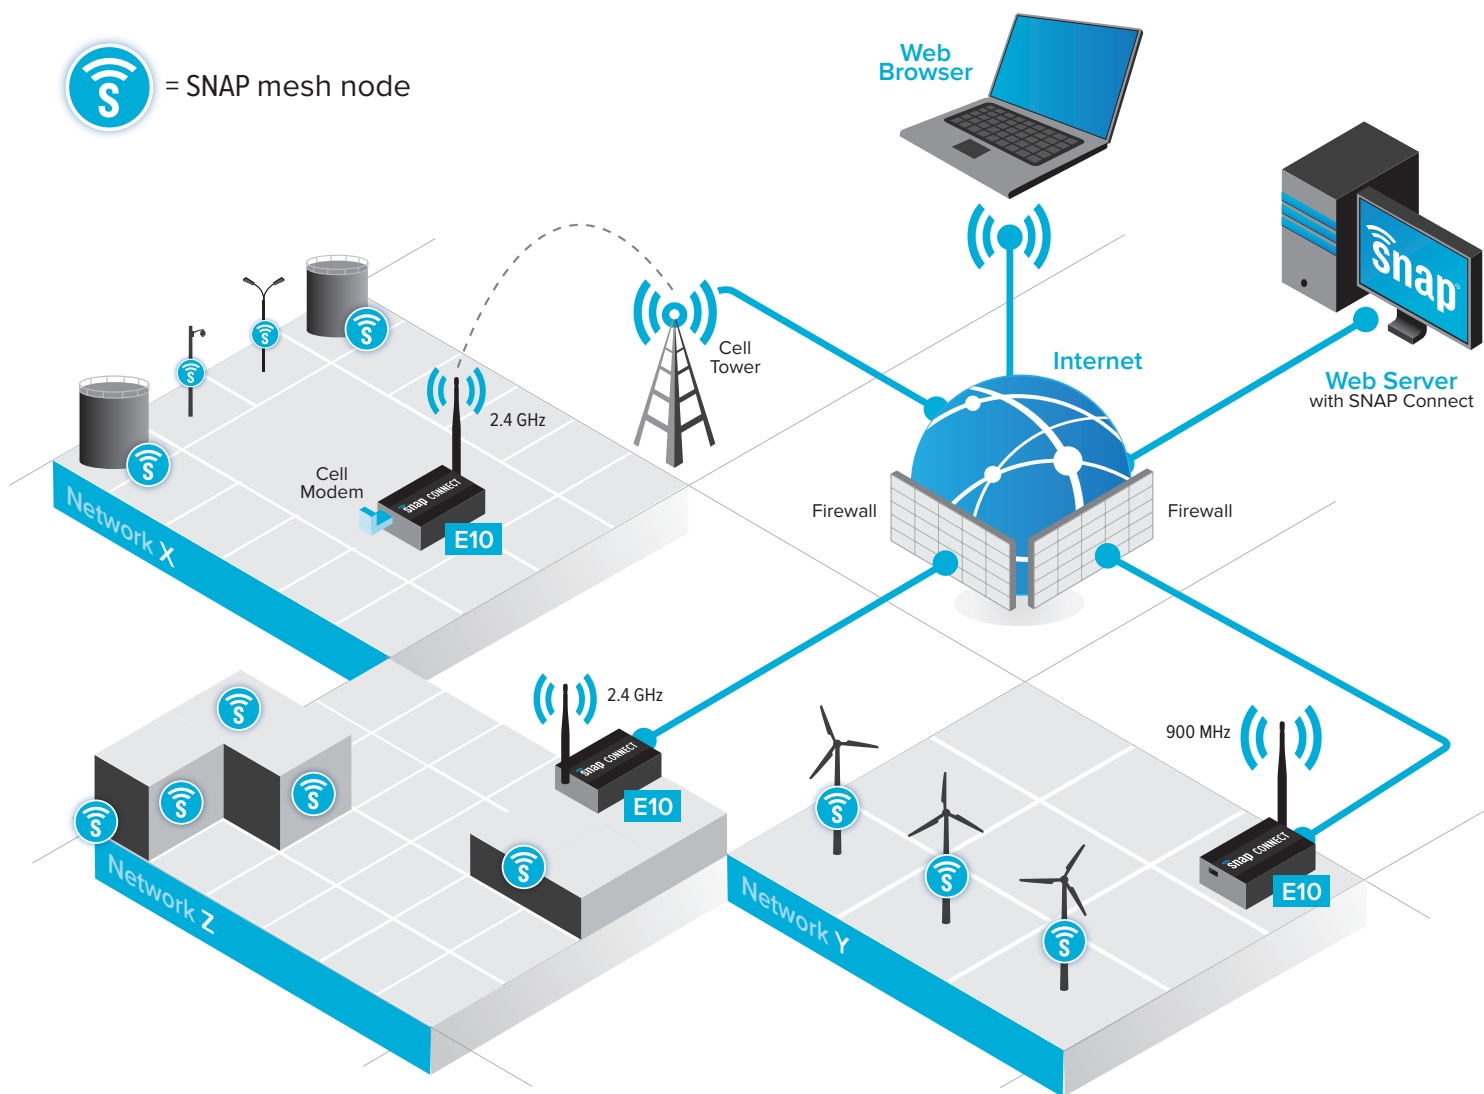 S
= SNAP mesh node
Web
Browser
snap
Internet
Web Server
with SNAP Connect
Cell
Tower
S
S
S
S
2.4 GHz
Cell
Modem
snap CONNECT
E10
Network X
Firewall
Firewall
2.4 GHz
snap CONNECT
E10
S
S
S
S
S
Network Z
900 MHz
snap CONNECT
E10
S
S
S
Network Y